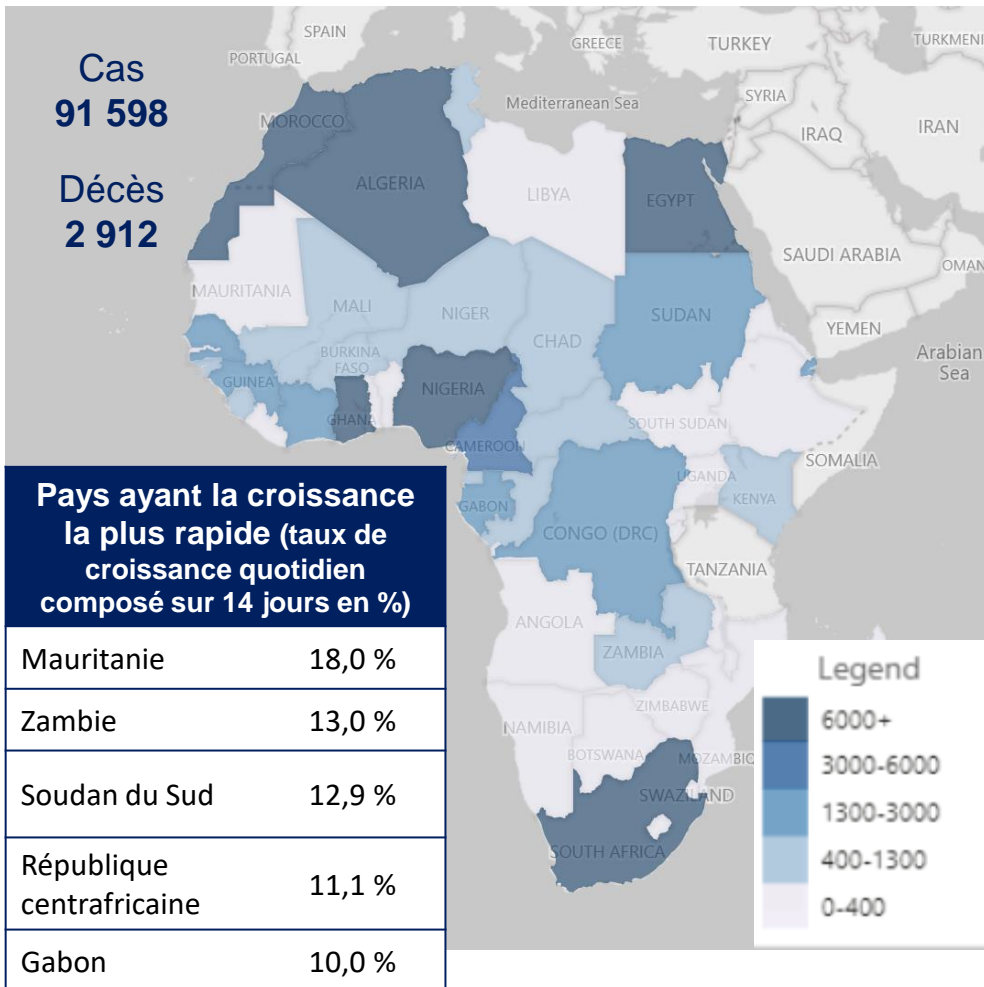 Cas
91 598
Décès
2 912
SPAIN
PORTUGAL
GREECE
TURKEY
TURKMENI
SYRIA
Mediterranean Sea
IRAQ
IRAN
MOROCCO
ALGERIA
LIBYA
EGYPT
SAUDI ARABIA
OMAN
MAURITANIA
MALI
NIGER
SUDAN
YEMEN
CHAD
Arabian
Sea
BURKINA
FASO
GUINEA
NIGERIA
GHANA
SOUTH SUDAN
CAMEROON
SOMALIA
UGANDA
KENYA
GABON
CONGO (DRC)
TANZANIA
ANGOLA
ZAMBIA
ZIMBABWE
NAMIBIA
BOTSWANA
MOZAMBIQ
SWAZILAND
SOUTH AFRICA
Pays ayant la croissance
la plus rapide (taux de
croissance quotidien
composé sur 14 jours en %)
Mauritanie 18,0 %
Zambie 13,0 %
Soudan du Sud 12,9 %
République
centrafricaine 11,1 %
Gabon 10,0 %
Legend
6000+
3000-6000
1300-3000
400-1300
0-400